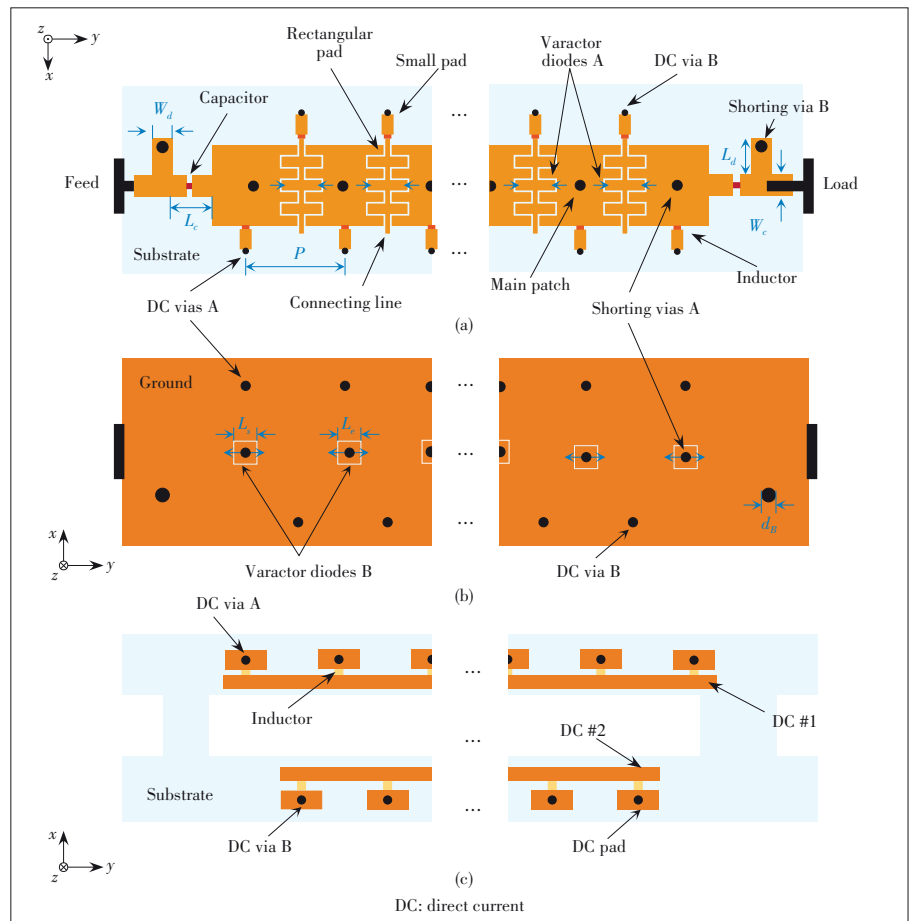 z
y
x
Rectangular
pad
Small pad
Varactor
diodes A
DC via B
Capacitor
Shorting via B
W_d
...
L_d
Feed
Load
L_c
W_c
Substrate
P
...
Inductor
Main patch
Connecting line
DC vias A
Shorting vias A
(a)
Ground
...
L_s
L_e
...
x
z
y
...
d_B
Varactor diodes B
DC via B
(b)
DC via A
...
Inductor
DC #1
DC #2
...
Substrate
...
x
z
y
DC via B
DC pad
(c)
DC: direct current